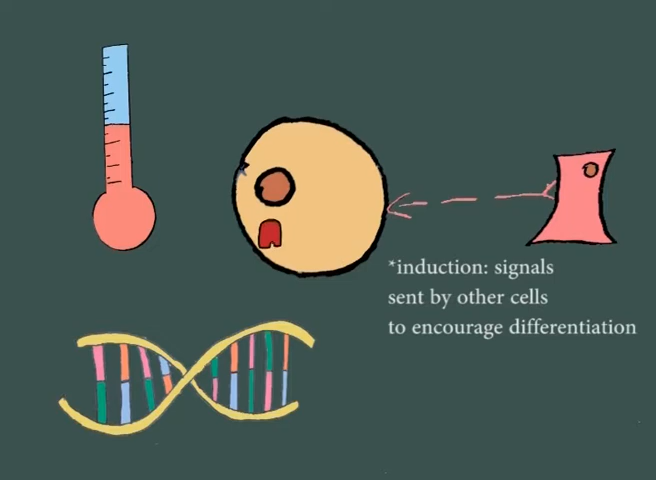 *induction: signals
sent by other cells
to encourage differentiation